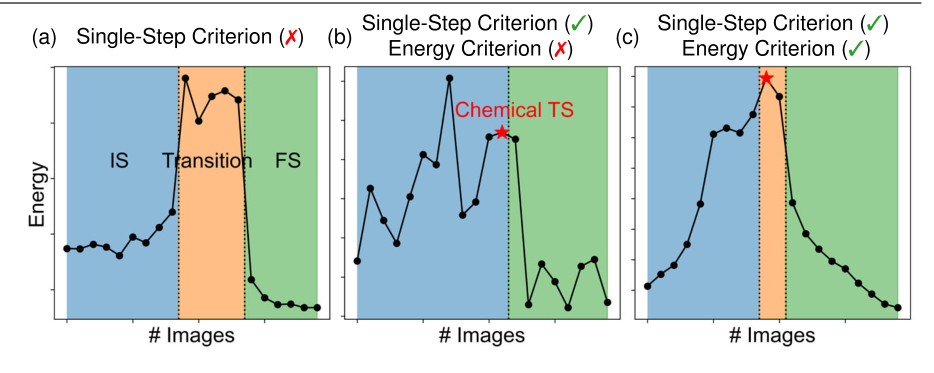 (a) Single-Step Criterion (✗)
(b) Single-Step Criterion (✓)
Energy Criterion (✗)
(c) Single-Step Criterion (✓)
Energy Criterion (✓)
Energy
IS
Transition
FS
# Images
Chemical TS
# Images
# Images